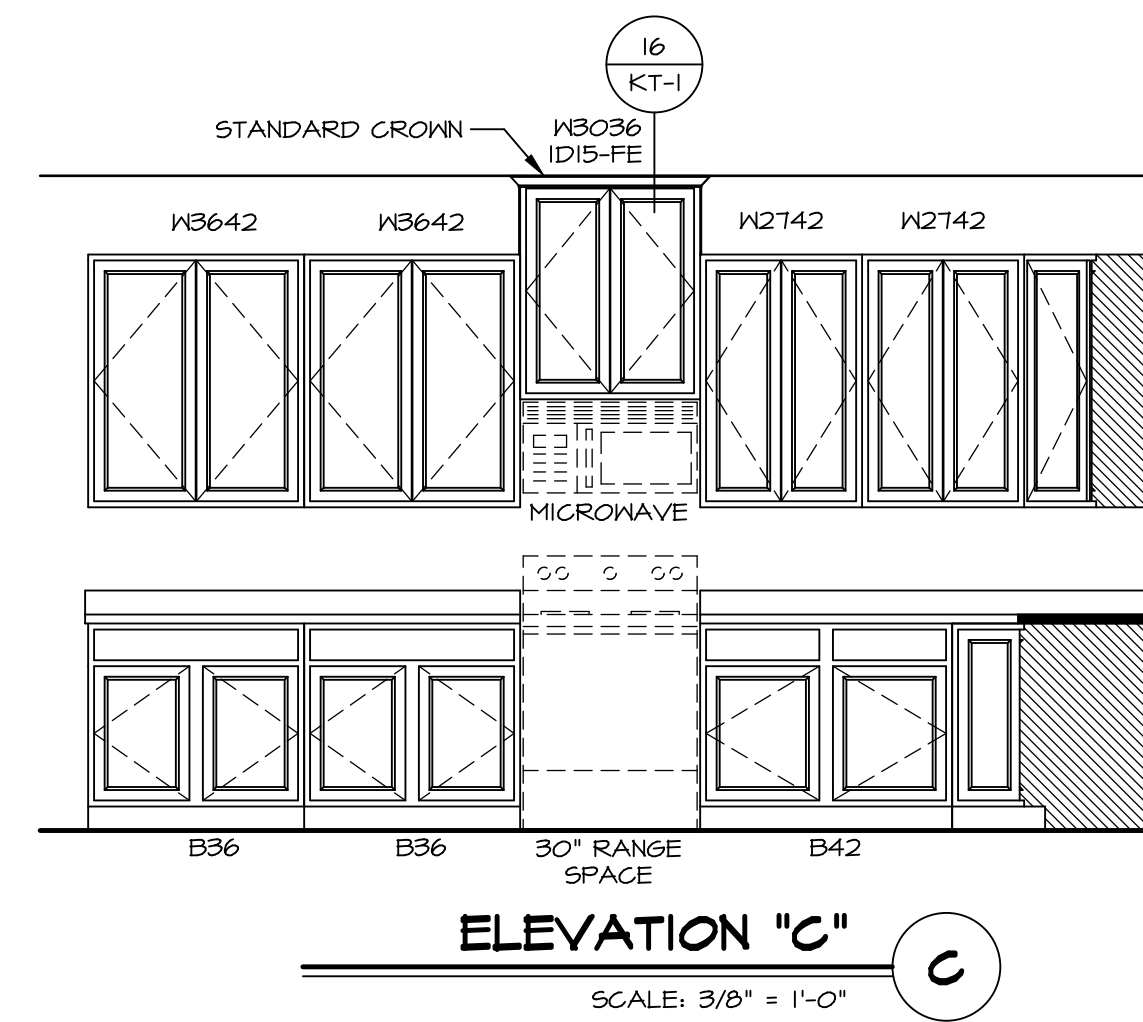 16
KT-1
STANDARD CROWN
W3036
1D15-FE
W3642
W3642
W2742
W2742
MICROWAVE
B36
B36
30" RANGE
SPACE
B42
ELEVATION "C"
C
SCALE: 3/8" = 1'-0"